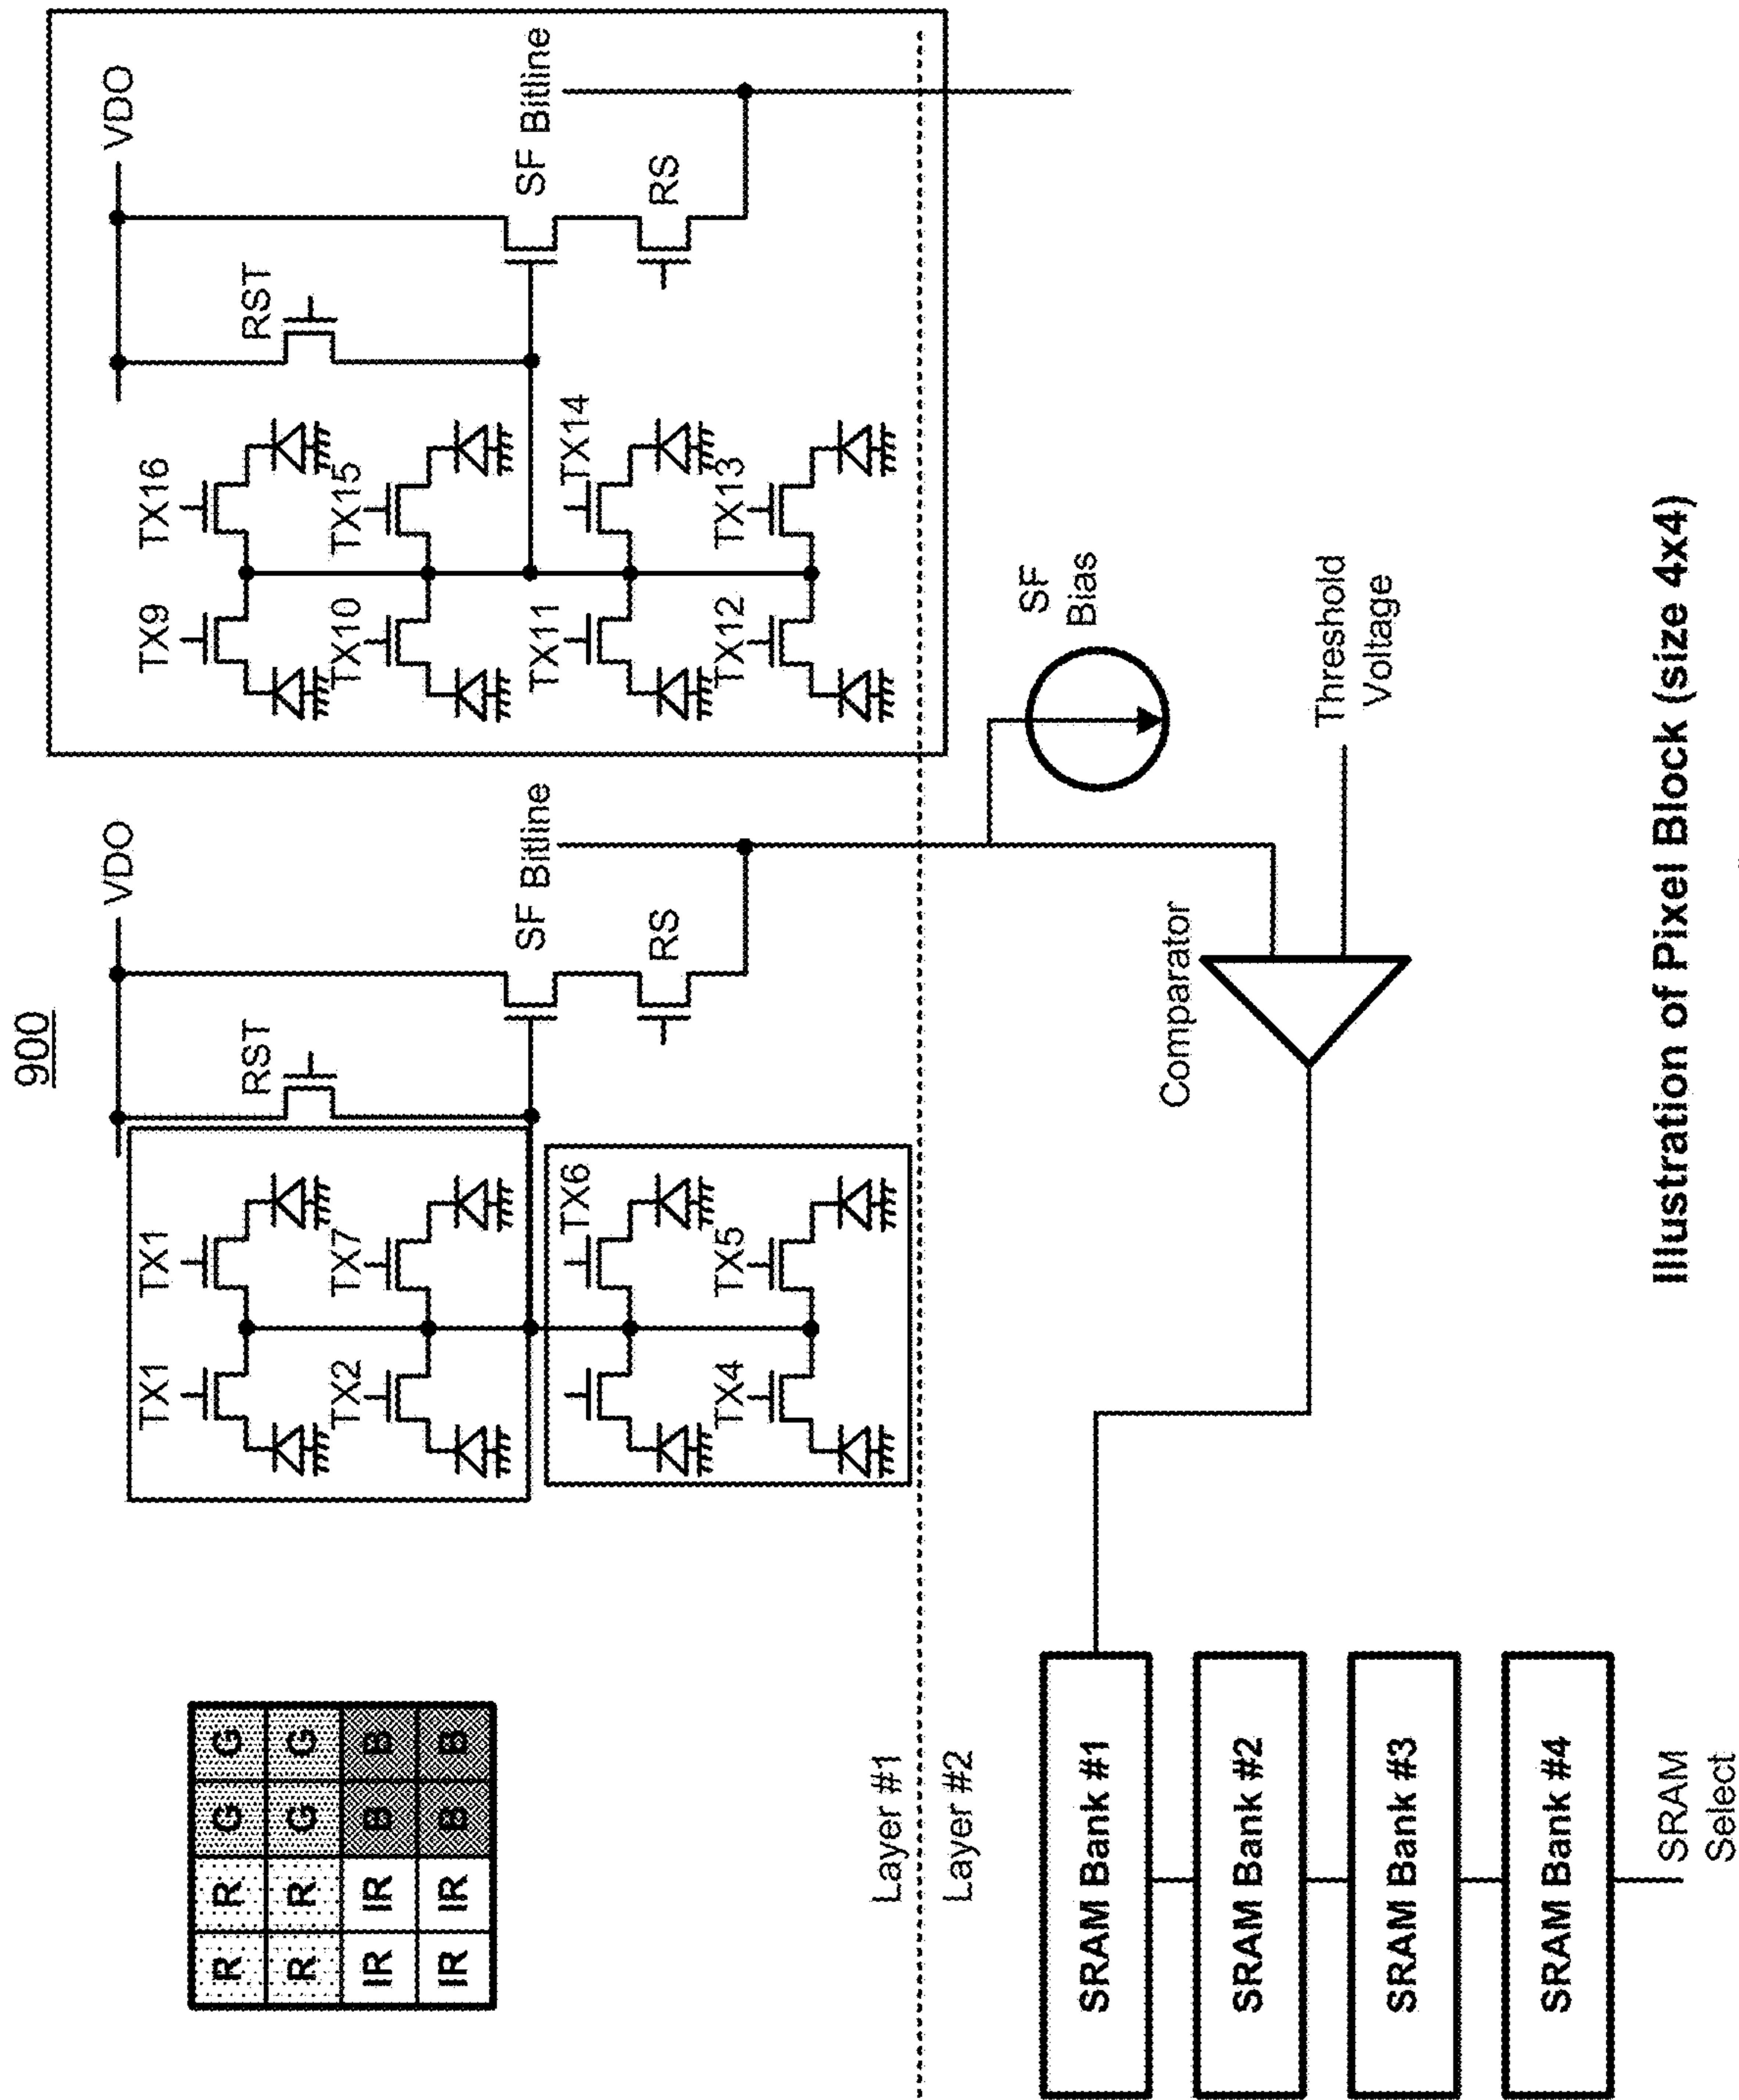 900
R R G G
R R G G
IR IR B B
IR IR B B
VDO
RST
TX1
TX1
TX2
TX7
TX6
TX4
TX5
SF Bitline
RS
VDO
RST
TX9
TX16
TX10
TX15
TX11
TX14
TX12
TX13
SF Bitline
RS
Layer #1
Layer #2
SRAM Bank #1
SRAM Bank #2
SRAM Bank #3
SRAM Bank #4
SRAM
Select
Comparator
SF
Bias
Threshold
Voltage
Illustration of Pixel Block (size 4x4)